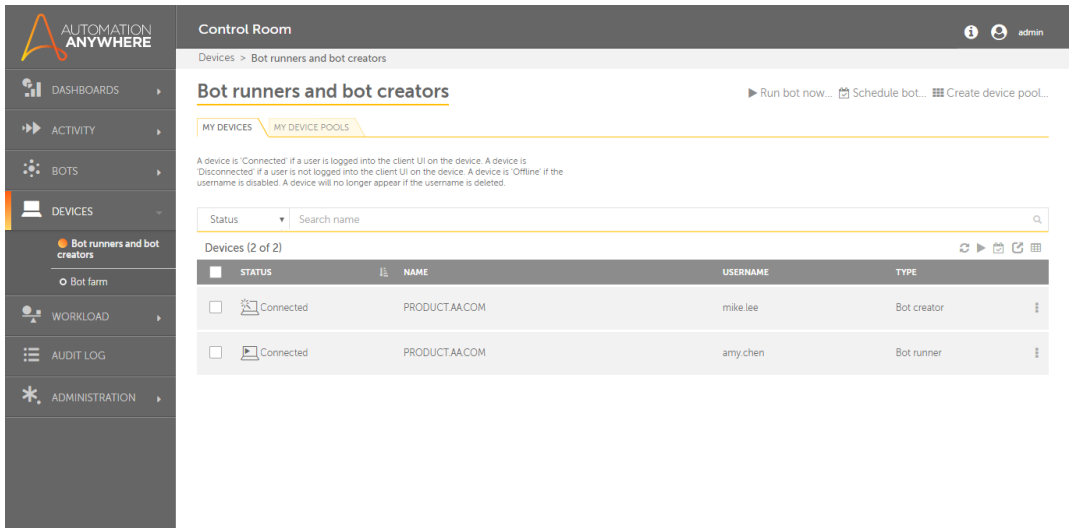 AUTOMATION
ANYWHERE
Control Room
admin
Devices > Bot runners and bot creators
DASHBOARDS
ACTIVITY
BOTS
DEVICES
Bot runners and bot
creators
Bot farm
WORKLOAD
AUDIT LOG
ADMINISTRATION
Bot runners and bot creators
Run bot now... Schedule bot... Create device pool...
MY DEVICES MY DEVICE POOLS
A device is 'Connected' if a user is logged into the client UI on the device. A device is
'Disconnected' if a user is not logged into the client UI on the device. A device is 'Offline' if the
username is disabled. A device will no longer appear if the username is deleted.
Status Search name
Devices (2 of 2)
STATUS NAME USERNAME TYPE
Connected PRODUCT.AA.COM mike.lee Bot creator
Connected PRODUCT.AA.COM amy.chen Bot runner